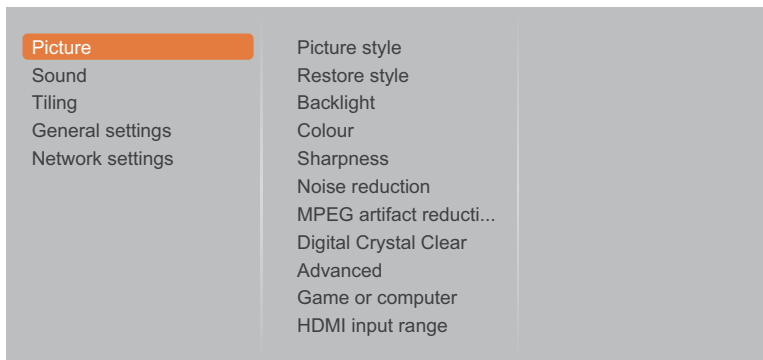 Picture
Sound
Tiling
General settings
Network settings
Picture style
Restore style
Backlight
Colour
Sharpness
Noise reduction
MPEG artifact reducti...
Digital Crystal Clear
Advanced
Game or computer
HDMI input range